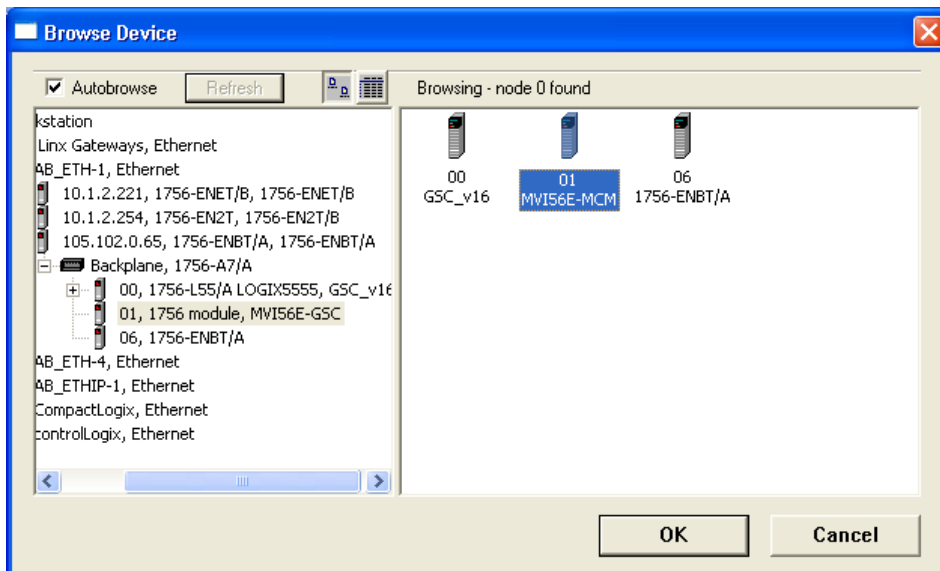 Browse Device
Autobrowse
Refresh
Browsing - node 0 found
kstation
Linx Gateways, Ethernet
AB_ETH-1, Ethernet
10.1.2.221, 1756-ENET/B, 1756-ENET/B
10.1.2.254, 1756-EN2T, 1756-EN2T/B
105.102.0.65, 1756-ENBT/A, 1756-ENBT/A
Backplane, 1756-A7/A
00, 1756-L55/A LOGIX5555, GSC_v16
01, 1756 module, MVI56E-GSC
06, 1756-ENBT/A
AB_ETH-4, Ethernet
AB_ETHIP-1, Ethernet
CompactLogix, Ethernet
controlLogix, Ethernet
00
GSC_v16
01
MVI56E-MCM
06
1756-ENBT/A
OK
Cancel